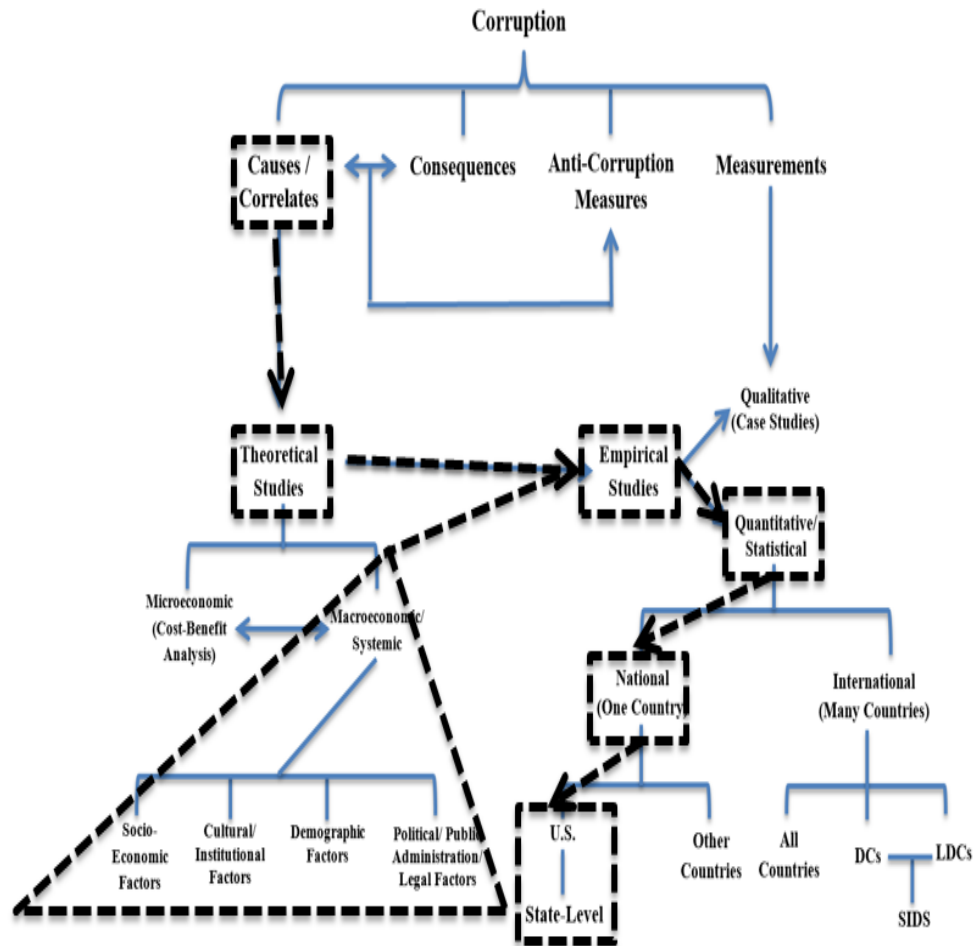 Corruption
Causes /
Correlates
Consequences
Anti-Corruption
Measures
Measurements
Qualitative
(Case Studies)
Theoretical
Studies
Empirical
Studies
Quantitative/
Statistical
Microeconomic
(Cost-Benefit
Analysis)
Macroeconomic/
Systemic
National
(One Country
International
(Many Countries)
Socio-
Economic
Factors
Cultural/
Institutional
Factors
Demographic
Factors
Political/ Public
Administration/
Legal Factors
U.S.
State-Level
Other
Countries
All
Countries
DCs
LDCs
SIDS